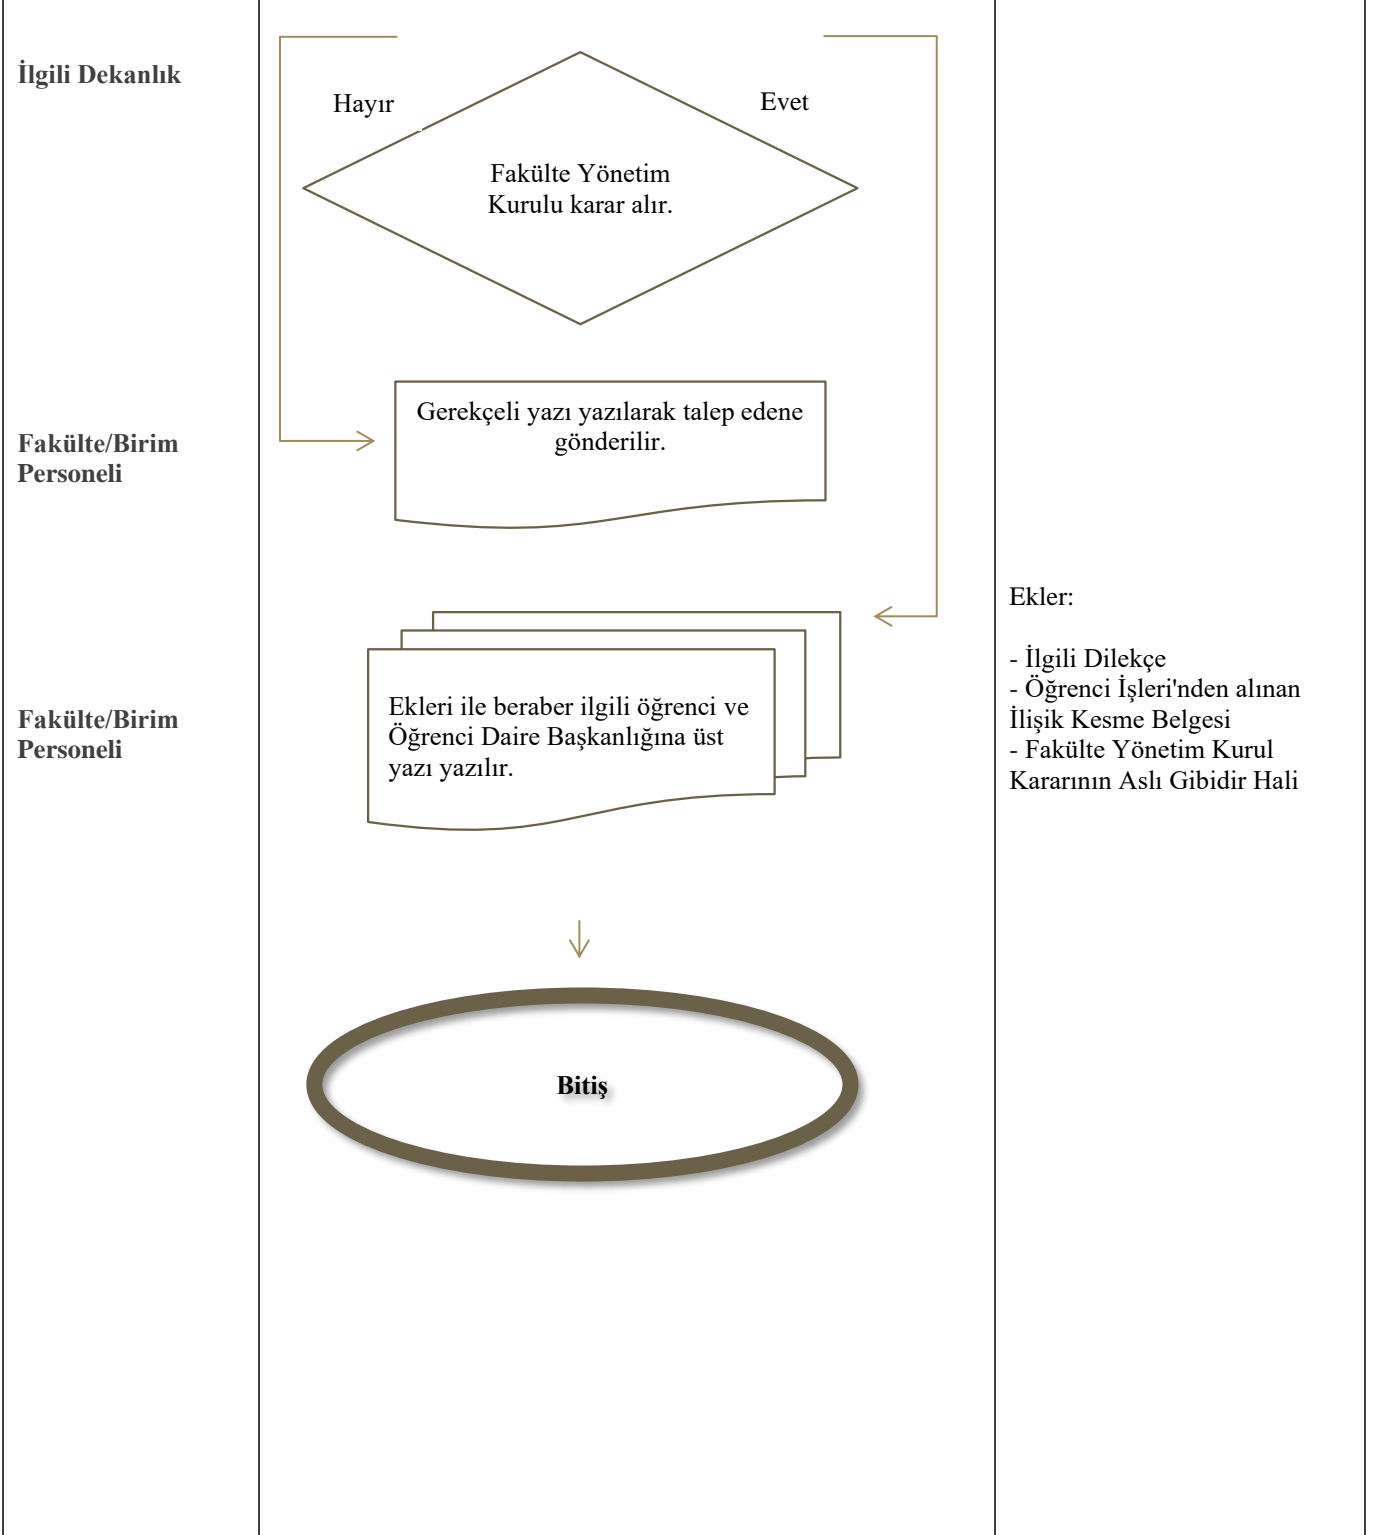 İlgili Dekanlık
Hayır
Evet
Fakülte Yönetim
Kurulu karar alır.
Fakülte/Birim
Personeli
Gerekçeli yazı yazılarak talep edene
gönderilir.
Fakülte/Birim
Personeli
Ekleri ile beraber ilgili öğrenci ve
Öğrenci Daire Başkanlığına üst
yazı yazılır.
Ekler:
- İlgili Dilekçe
- Öğrenci İşleri'nden alınan
İlişik Kesme Belgesi
- Fakülte Yönetim Kurul
Kararının Aslı Gibidir Hali
Bitiş